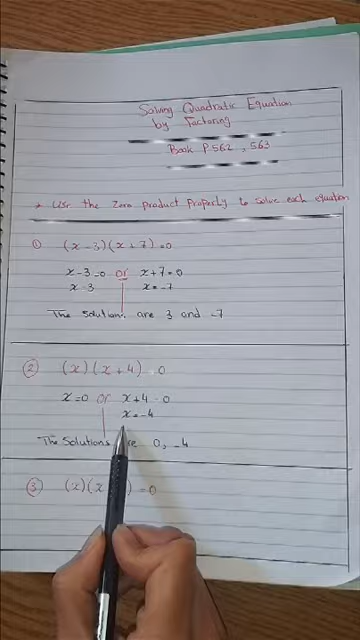 Solving Quadratic Equation
by Factoring
Book P.562, 563
* Use the Zero product property to solve each equation
① (x-3)(x+7)=0
x-3=0 or x+7=0
x=3 x=-7
The solutions are 3 and -7
② (x)(x+4)=0
x=0 or x+4=0
x=-4
The Solutions are 0, -4
③ (x)(x ) =0